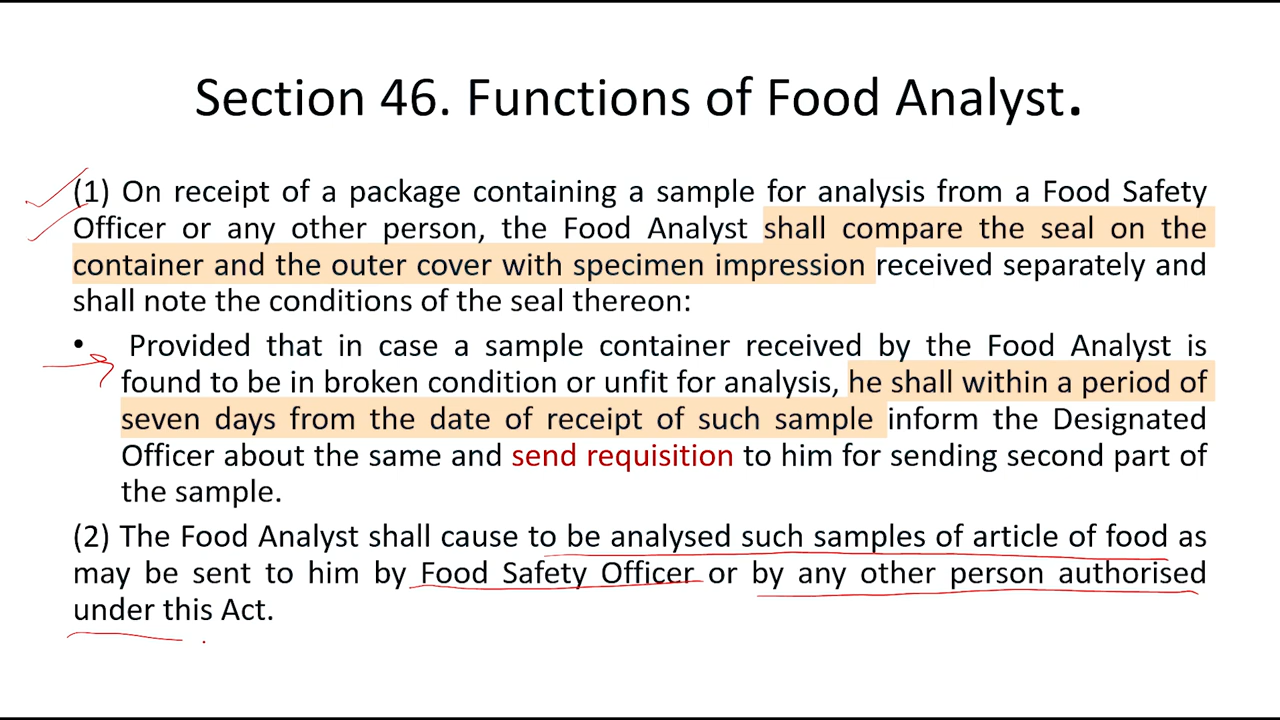 Section 46. Functions of Food Analyst.
(1) On receipt of a package containing a sample for analysis from a Food Safety
Officer or any other person, the Food Analyst shall compare the seal on the
container and the outer cover with specimen impression received separately and
shall note the conditions of the seal thereon:
• Provided that in case a sample container received by the Food Analyst is
found to be in broken condition or unfit for analysis, he shall within a period of
seven days from the date of receipt of such sample inform the Designated
Officer about the same and send requisition to him for sending second part of
the sample.
(2) The Food Analyst shall cause to be analysed such samples of article of food as
may be sent to him by Food Safety Officer or by any other person authorised
under this Act.